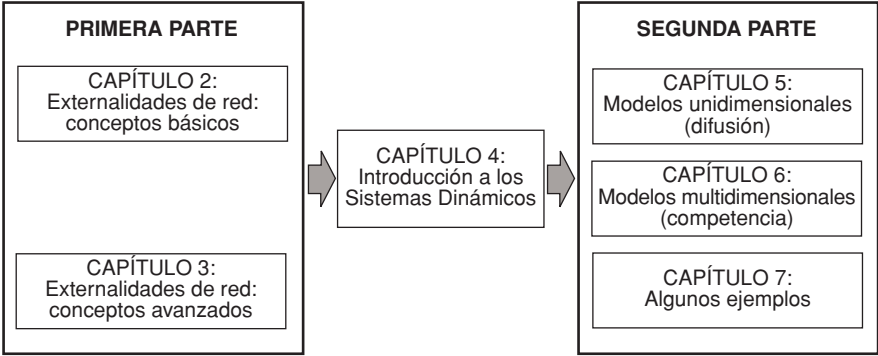 PRIMERA PARTE
CAPÍTULO 2:
Externalidades de red:
conceptos básicos
CAPÍTULO 3:
Externalidades de red:
conceptos avanzados
CAPÍTULO 4:
Introducción a los
Sistemas Dinámicos
SEGUNDA PARTE
CAPÍTULO 5:
Modelos unidimensionales
(difusión)
CAPÍTULO 6:
Modelos multidimensionales
(competencia)
CAPÍTULO 7:
Algunos ejemplos